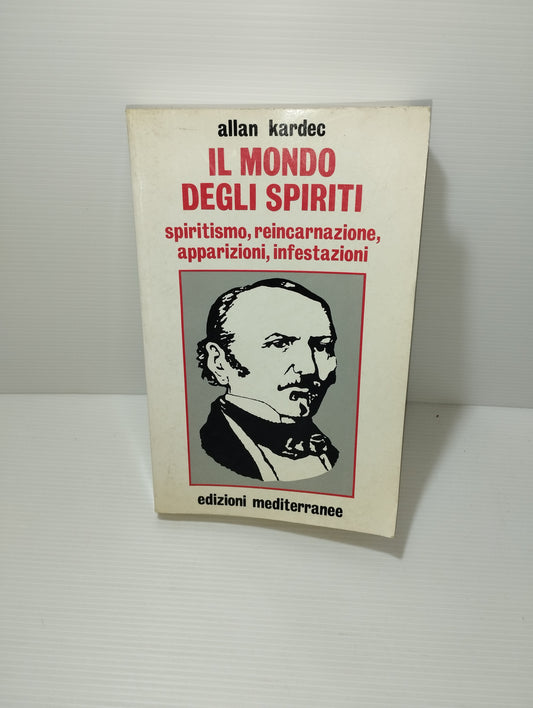 allan kardec
IL MONDO
DEGLI SPIRITI
spiritismo, reincarnazione,
apparizioni, infestazioni
edizioni mediterranee